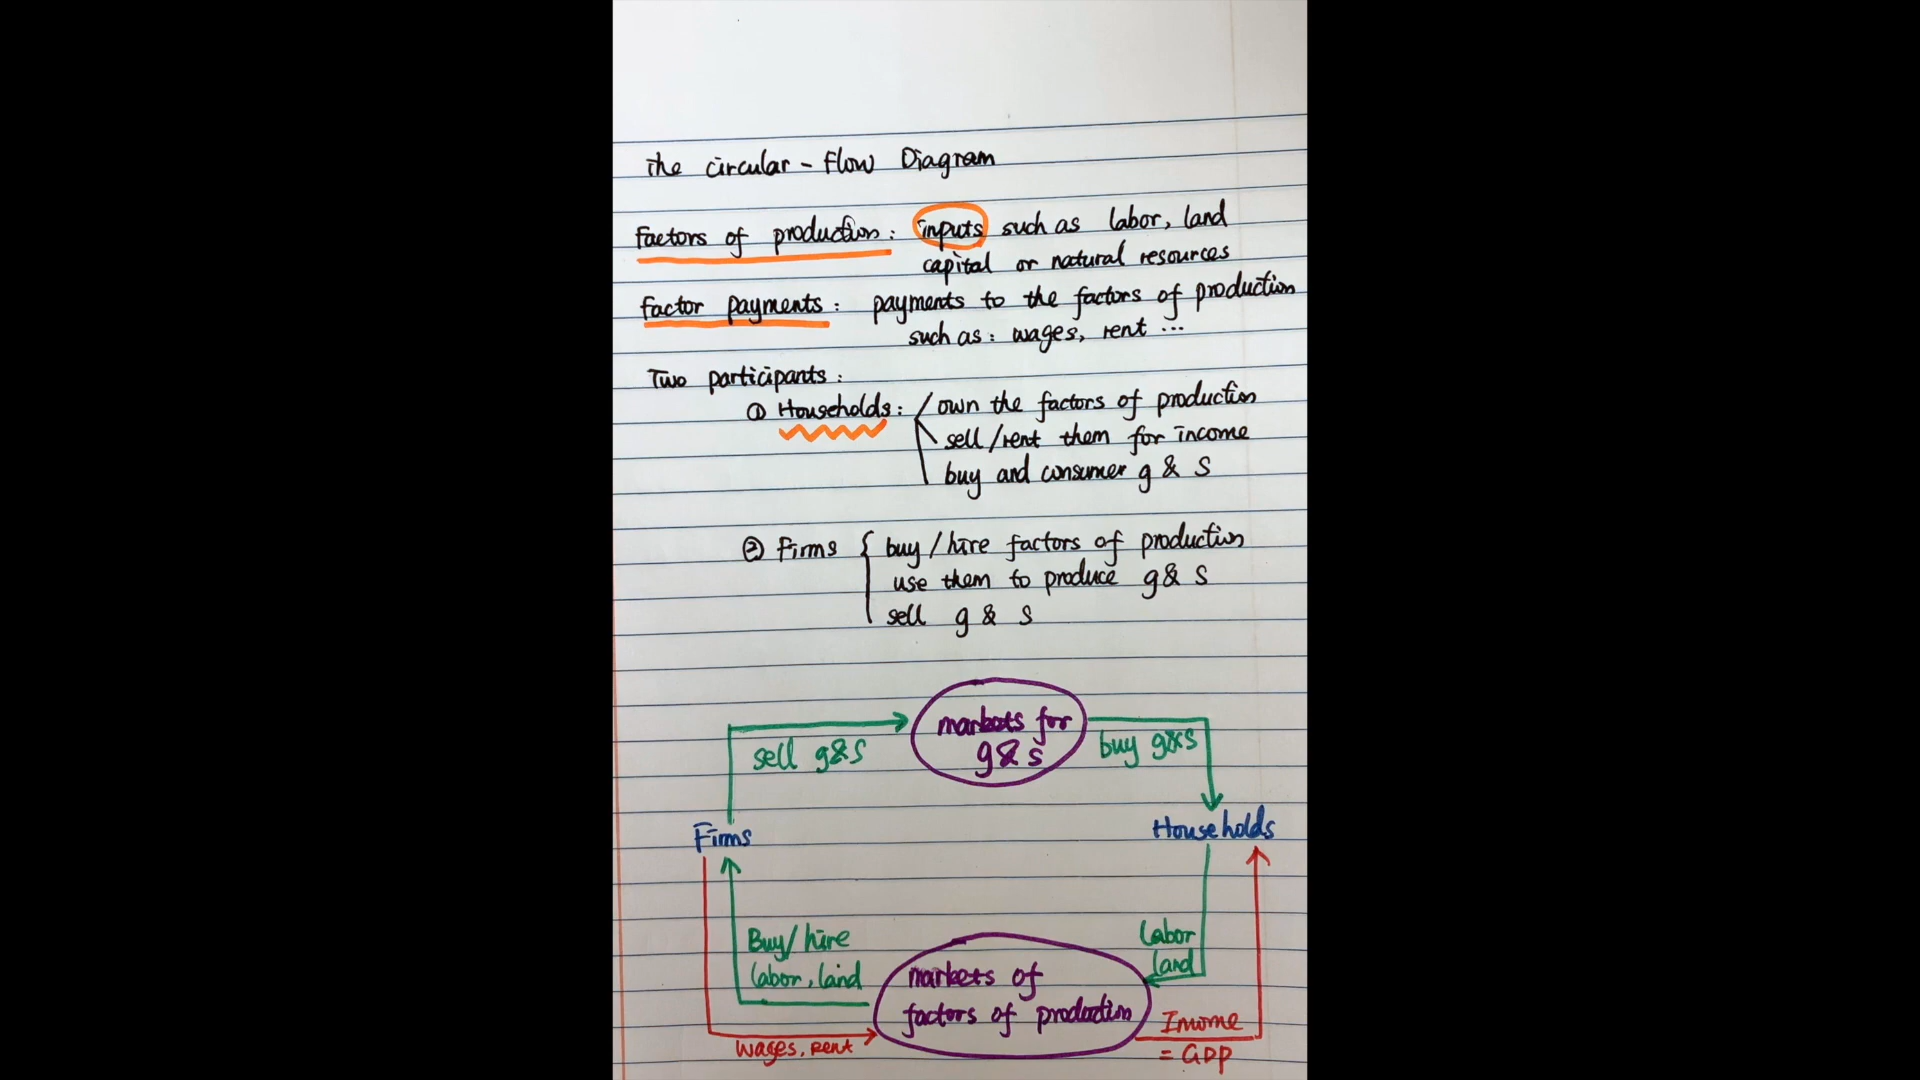 The circular - Flow Diagram
Factors of production: inputs such as labor, land
capital or natural resources
Factor payments: payments to the factors of production
such as: wages, rent ...
Two participants:
① Households: own the factors of production
sell/rent them for income
buy and consumer g & s
② Firms { buy/hire factors of production
use them to produce g & s
sell g & s
markets for
g & s
sell g&s
buy g&s
Firms
Households
Buy/hire
labor, land
Labor
land
markets of
factors of production
wages, rent
Income
= GDP